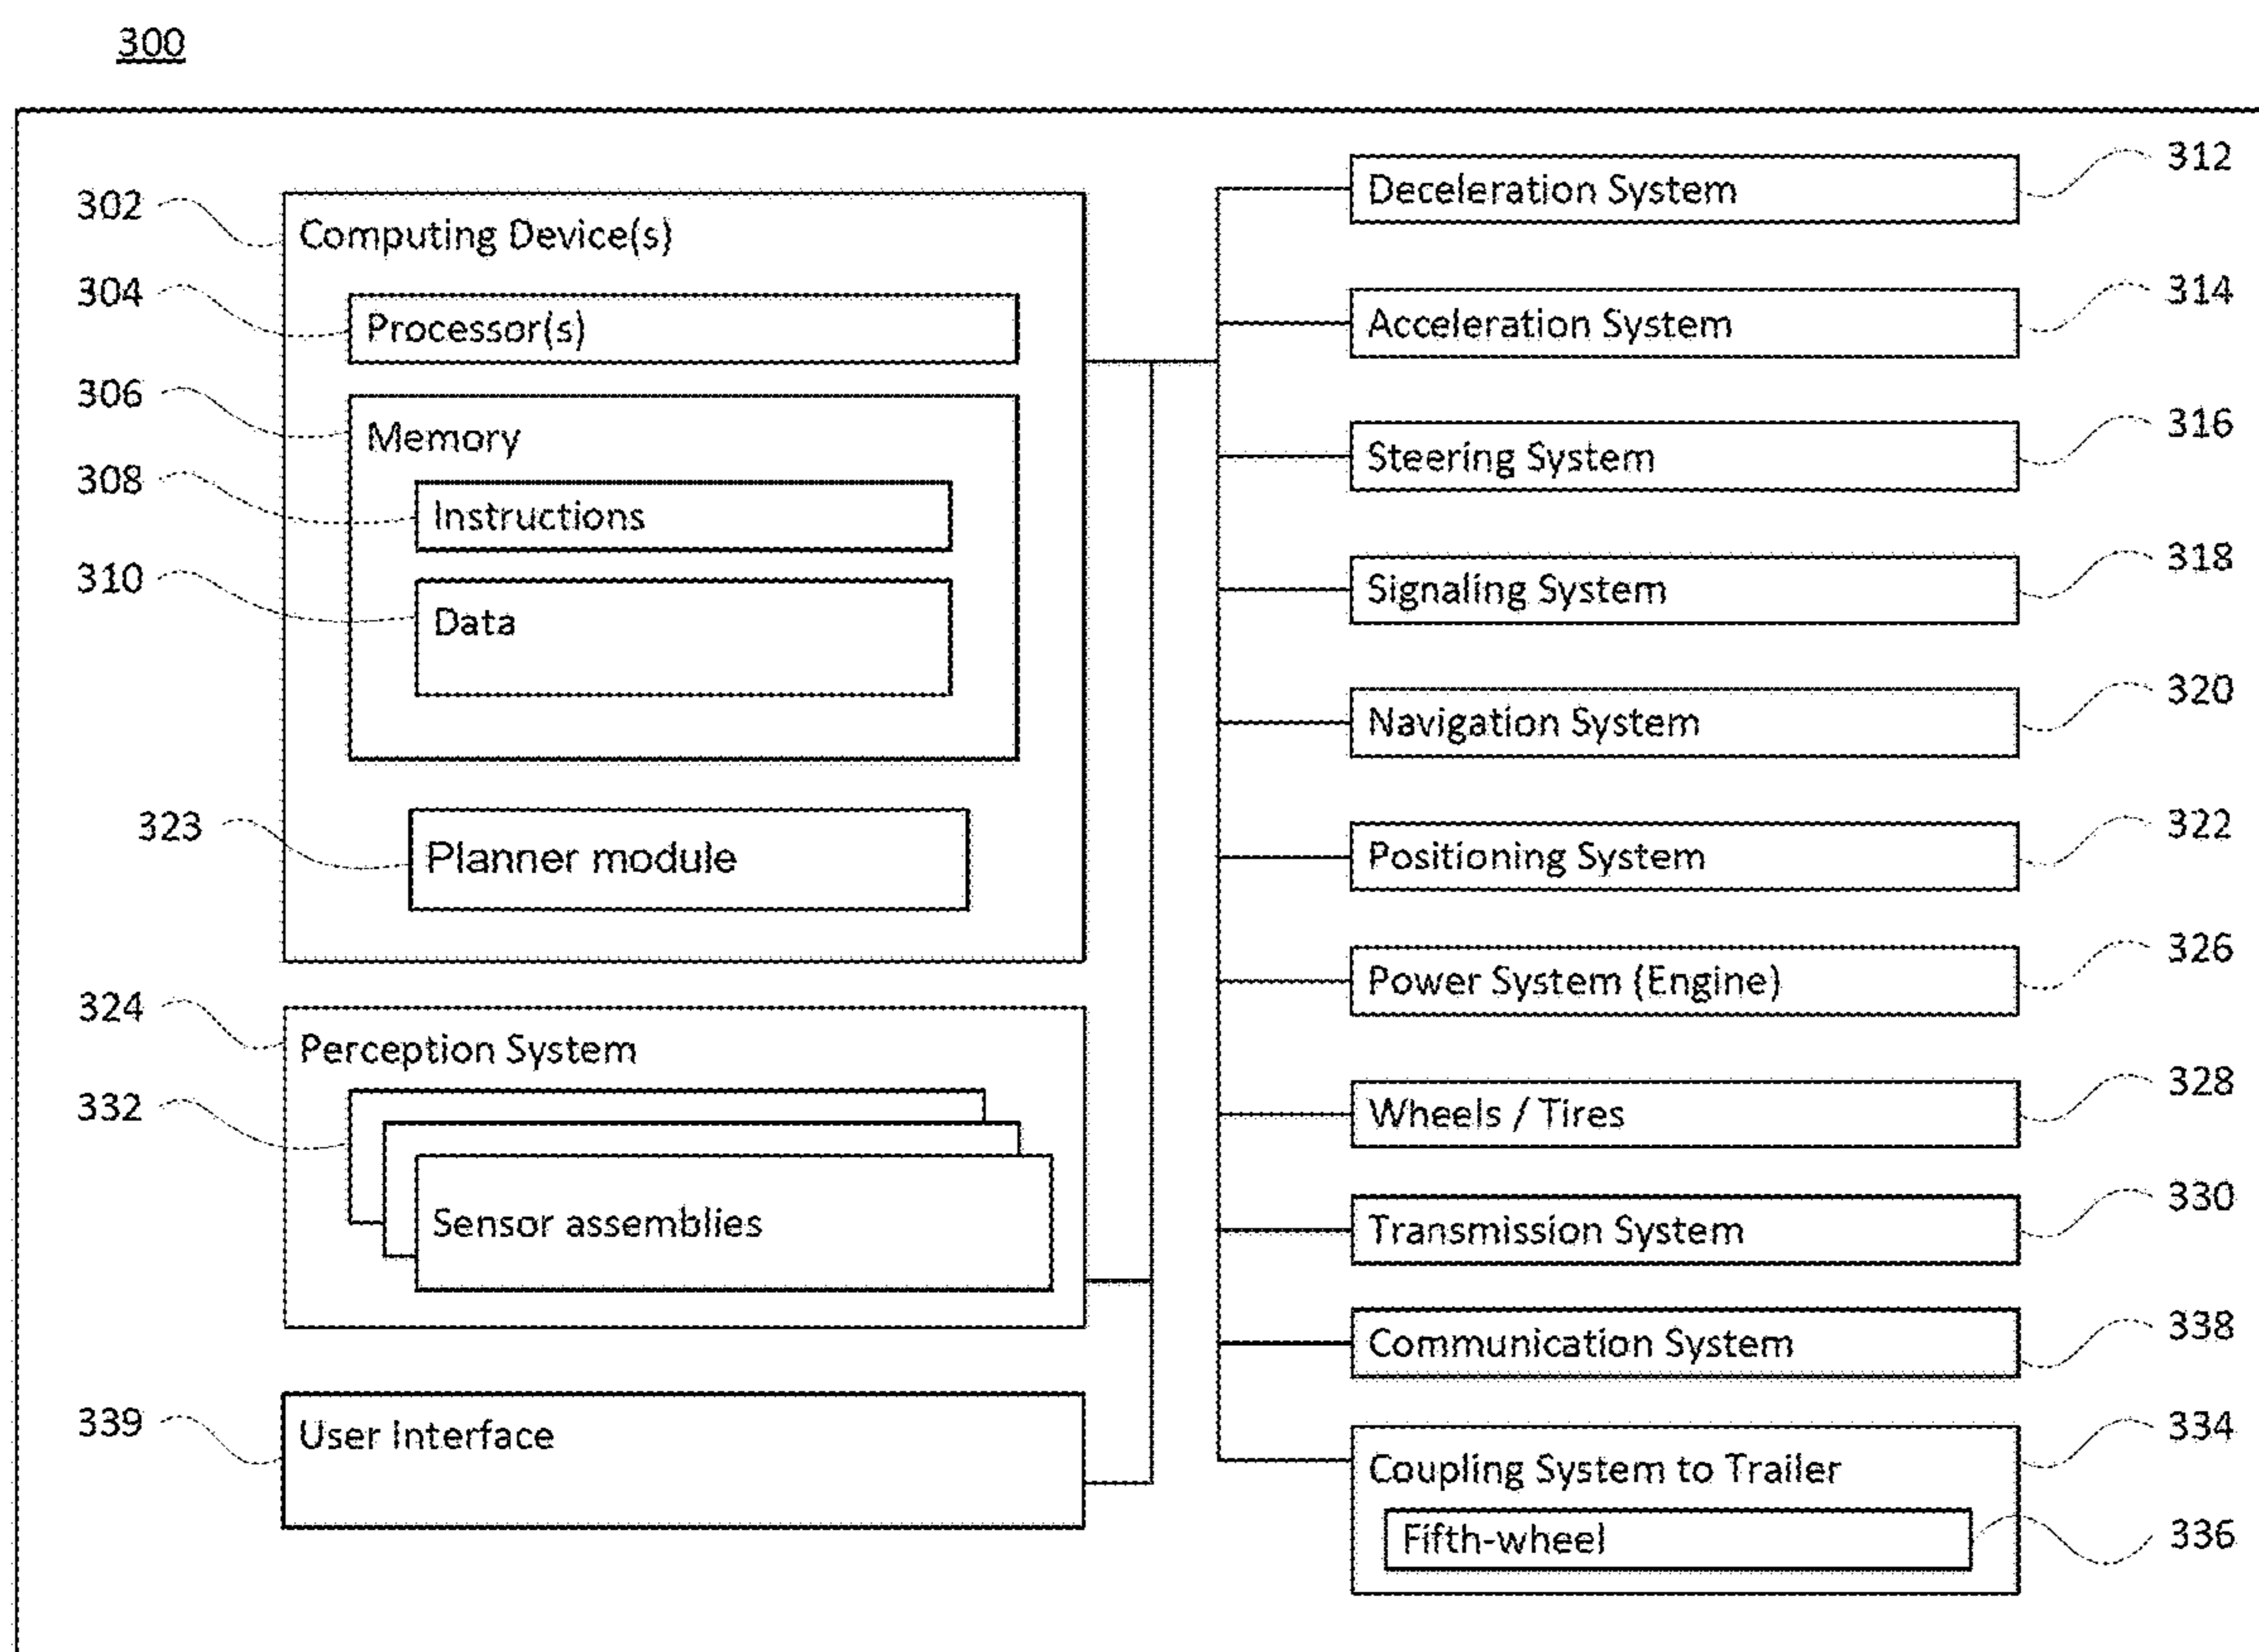 300
302
Computing Device(s)
304
Processor(s)
306
Memory
308
Instructions
310
Data
323
Planner module
324
Perception System
332
Sensor assemblies
339
User Interface
Deceleration System
312
Acceleration System
314
Steering System
316
Signaling System
318
Navigation System
320
Positioning System
322
Power System (Engine)
326
Wheels / Tires
328
Transmission System
330
Communication System
338
Coupling System to Trailer
334
Fifth-wheel
336